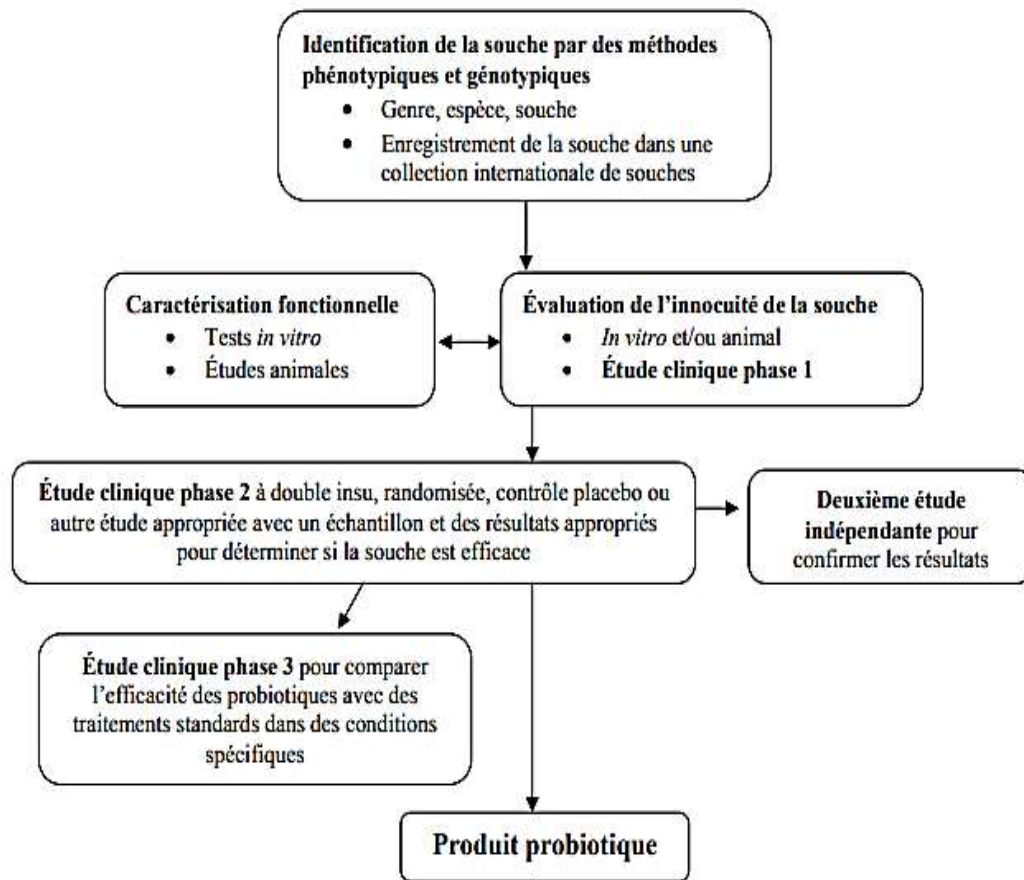 Identification de la souche par des méthodes
phénotypiques et génotypiques
• Genre, espèce, souche
• Enregistrement de la souche dans une
collection internationale de souches
Caractérisation fonctionnelle
• Tests in vitro
• Études animales
Évaluation de l'innocuité de la souche
• In vitro et/ou animal
• Étude clinique phase 1
Étude clinique phase 2 à double insu, randomisée, contrôle placebo ou
autre étude appropriée avec un échantillon et des résultats appropriés
pour déterminer si la souche est efficace
Deuxième étude
indépendante pour
confirmer les résultats
Étude clinique phase 3 pour comparer
l'efficacité des probiotiques avec des
traitements standards dans des conditions
spécifiques
Produit probiotique